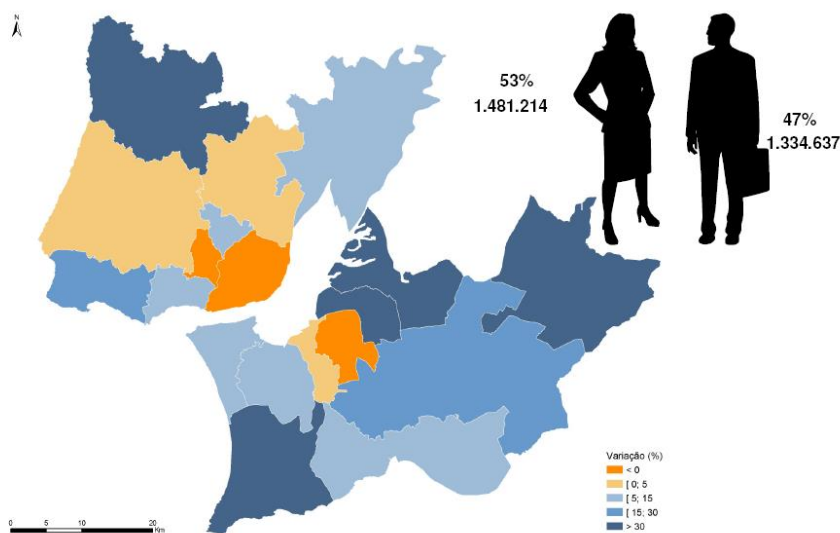 N
53%
1.481.214
47%
1.334.637
Variação (%)
< 0
[ 0; 5
[ 5; 15
[ 15; 30
> 30
0 5 10 20
Km